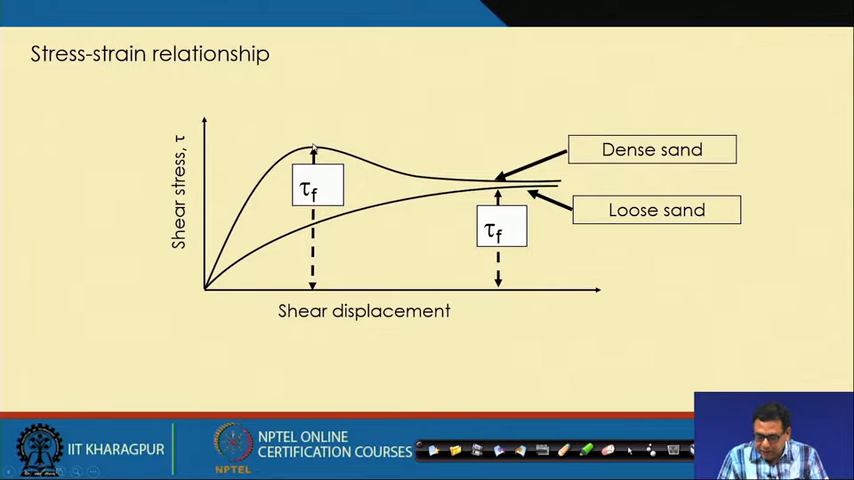 Stress-strain relationship
Shear stress, τ
τf
Dense sand
Loose sand
τf
Shear displacement
IIT KHARAGPUR
NPTEL
NPTEL ONLINE
CERTIFICATION COURSES